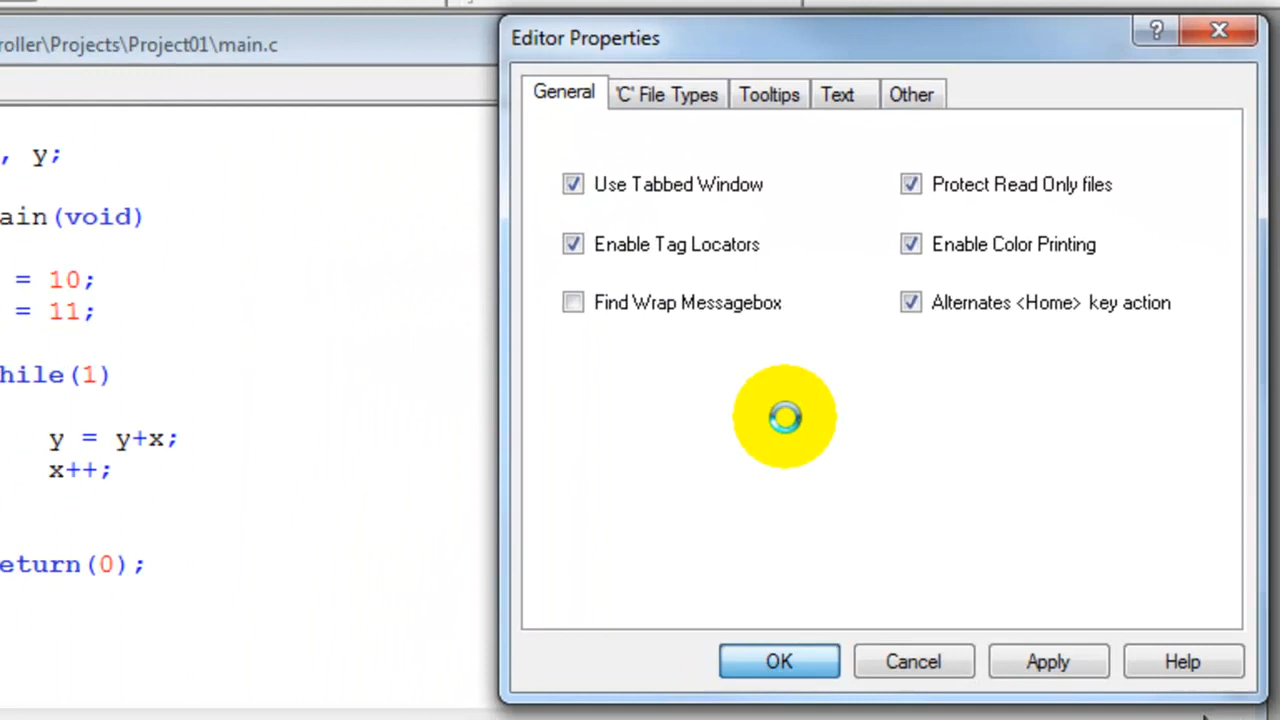 roller\Projects\Project01\main.c
, y;
ain(void)
= 10;
= 11;
hile(1)
y = y+x;
x++;
eturn(0);
Editor Properties
?
General 'C' File Types Tooltips Text Other
Use Tabbed Window Protect Read Only files
Enable Tag Locators Enable Color Printing
Find Wrap Messagebox Alternates <Home> key action
OK Cancel Apply Help